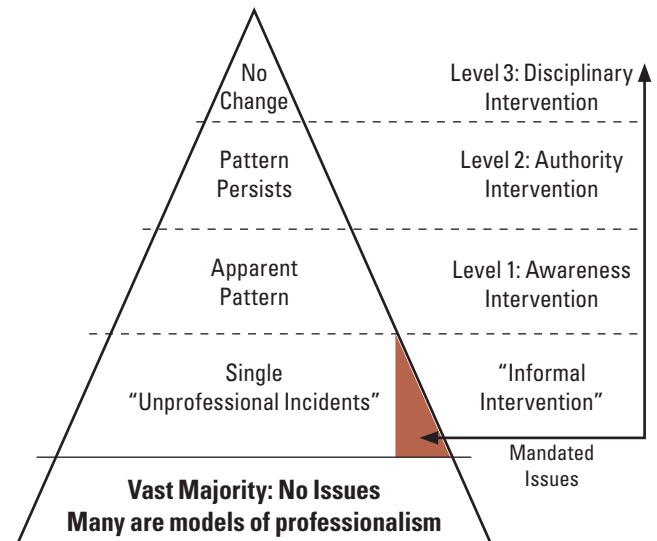 No
Change
Level 3: Disciplinary
Intervention
Pattern
Persists
Level 2: Authority
Intervention
Apparent
Pattern
Level 1: Awareness
Intervention
Single
“Unprofessional Incidents”
“Informal
Intervention”
Mandated
Issues
Vast Majority: No Issues
Many are models of professionalism